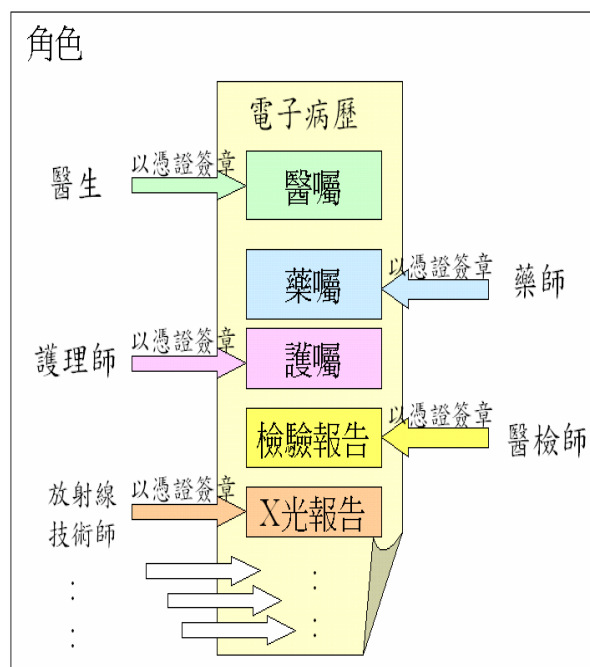 角色
電子病歷
以憑證簽章
醫生
醫囑
以憑證簽章
藥囑
藥師
以憑證簽章
護理師
護囑
以憑證簽章
檢驗報告
醫檢師
以憑證簽章
放射線
技術師
X光報告